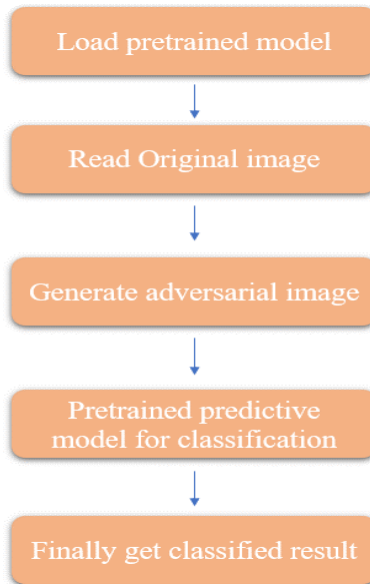 Load pretrained model
Read Original image
Generate adversarial image
Pretrained predictive
model for classification
Finally get classified result